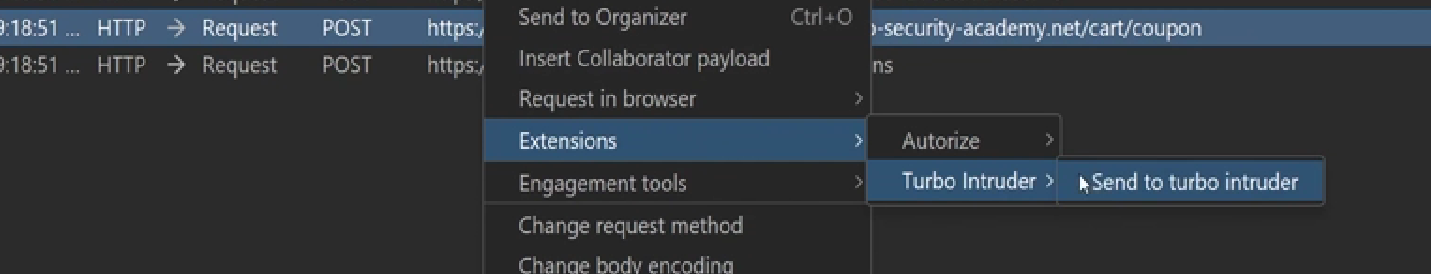 Send to Organizer Ctrl+O
9:18:51 ... HTTP → Request POST https:/ -security-academy.net/cart/coupon
Insert Collaborator payload
9:18:51 ... HTTP → Request POST https:/ ns
Request in browser >
Extensions > Autorize >
Engagement tools > Turbo Intruder > Send to turbo intruder
Change request method
Change body encoding